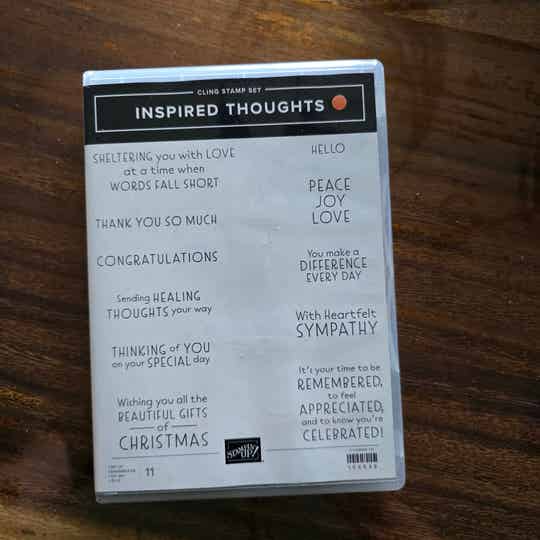 CLING STAMP SET
INSPIRED THOUGHTS
SHELTERING you with LOVE
at a time when
WORDS FALL SHORT
THANK YOU SO MUCH
CONGRATULATIONS
Sending HEALING
THOUGHTS your way
THINKING of YOU
on your SPECIAL day
Wishing you all the
BEAUTIFUL GIFTS
of
CHRISTMAS
HELLO
PEACE
JOY
LOVE
You make a
DIFFERENCE
EVERY DAY
With Heartfelt
SYMPATHY
It's your time to be
REMEMBERED,
to feel
APPRECIATED,
and to know you're
CELEBRATED!
11
STAMPIN' UP!